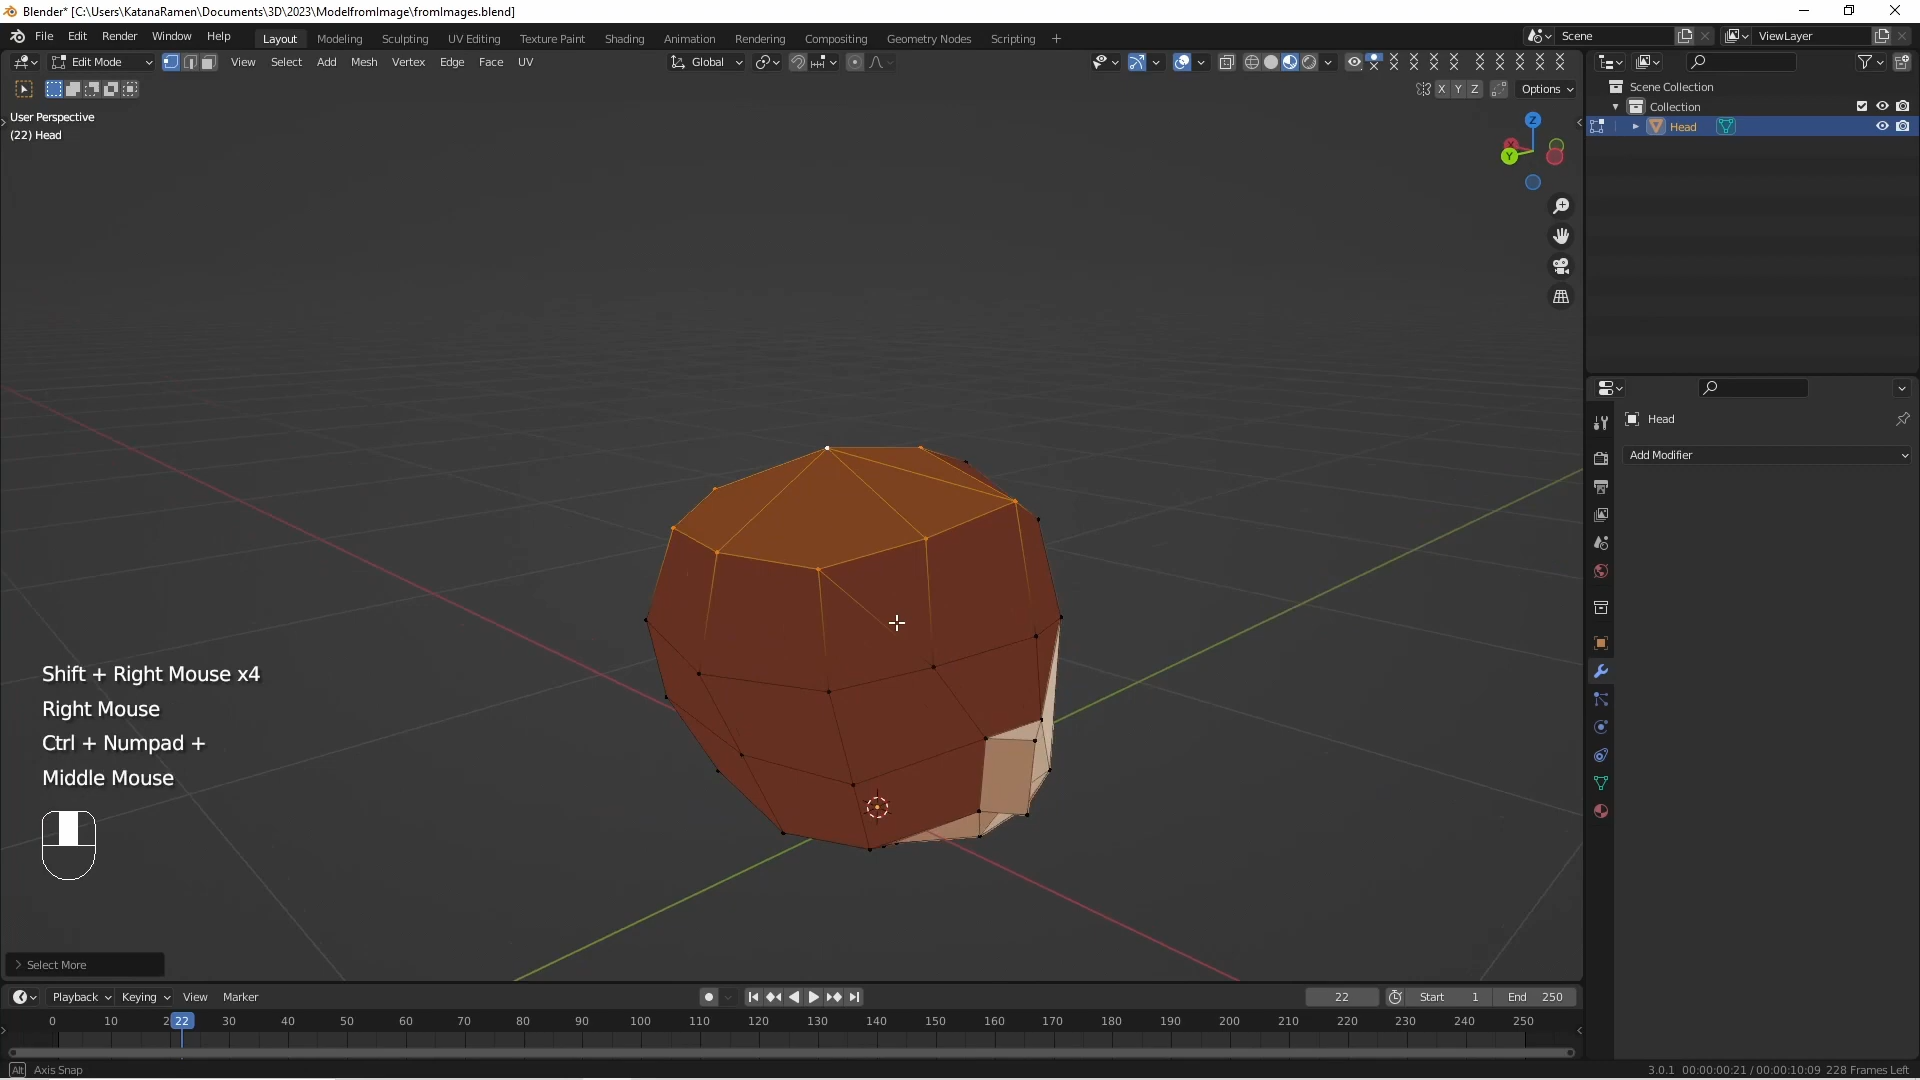 Blender* [C:\Users\KatanaRamen\Documents\3D\2023\ModelfromImage\fromImages.blend]
File Edit Render Window Help Layout Modeling Sculpting UV Editing Texture Paint Shading Animation Rendering Compositing Geometry Nodes Scripting + Scene ViewLayer
Edit Mode View Select Add Mesh Vertex Edge Face UV Global
X Y Z Options
User Perspective
(22) Head
Z
X
Y
Scene Collection
Collection
Head
Head
Add Modifier
Shift + Right Mouse x4
Right Mouse
Ctrl + Numpad +
Middle Mouse
Select More
Playback Keying View Marker 22 Start 1 End 250
0 10 2 22 30 40 50 60 70 80 90 100 110 120 130 140 150 160 170 180 190 200 210 220 230 240 250
Alt Axis Snap
3.0.1 00:00:00:21 / 00:00:10:09 228 Frames Left